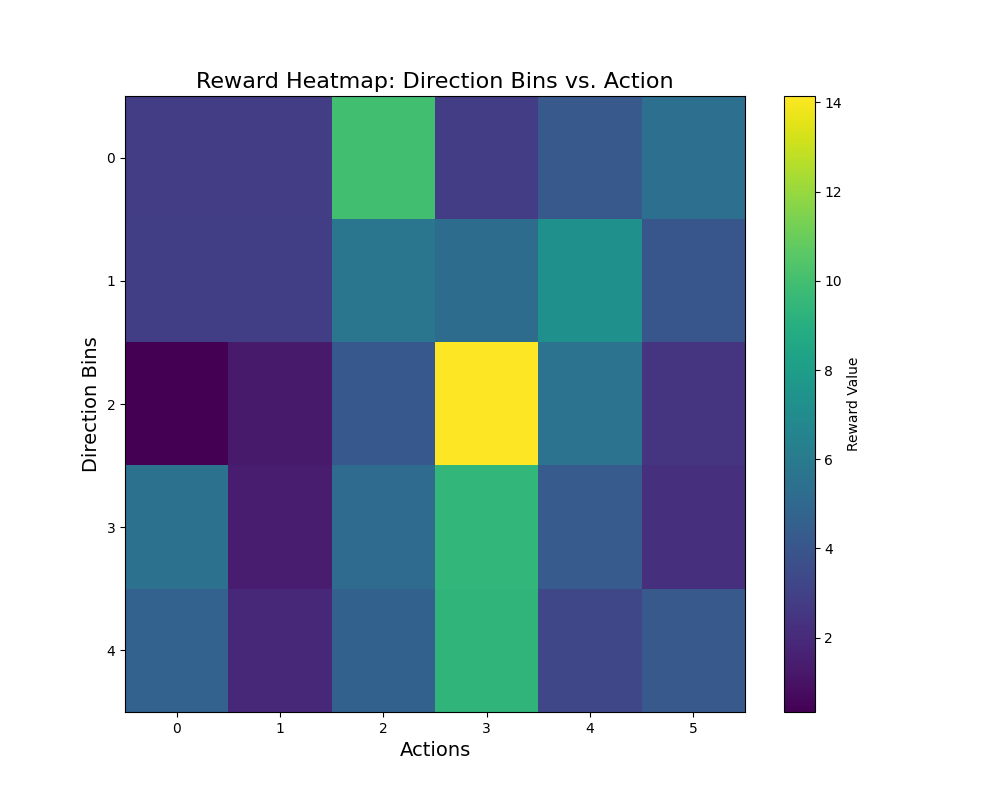 Reward Heatmap: Direction Bins vs. Action
0
1
2
3
4
Direction Bins
0 1 2 3 4 5
Actions
14
12
10
8
6
4
2
Reward Value